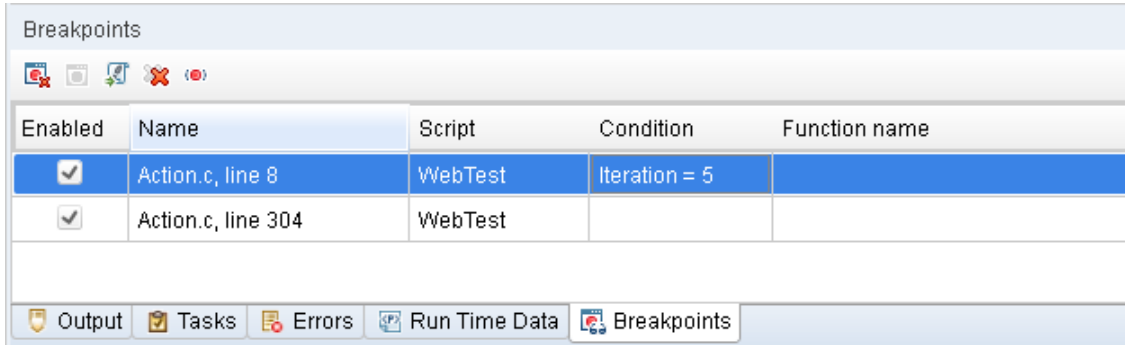 Breakpoints
Enabled Name Script Condition Function name
Action.c, line 8 WebTest Iteration = 5
Action.c, line 304 WebTest
Output Tasks Errors Run Time Data Breakpoints